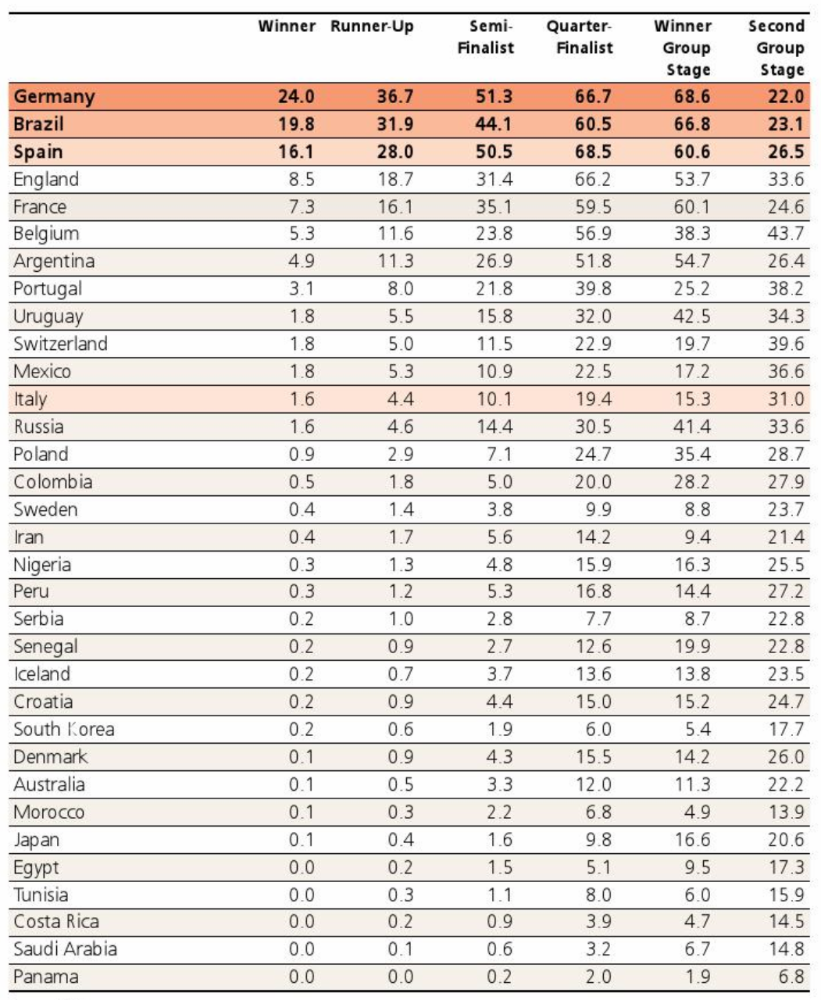 Winner Runner-Up Semi-Finalist Quarter-Finalist Winner Group Stage Second Group Stage
Germany 24.0 36.7 51.3 66.7 68.6 22.0
Brazil 19.8 31.9 44.1 60.5 66.8 23.1
Spain 16.1 28.0 50.5 68.5 60.6 26.5
England 8.5 18.7 31.4 66.2 53.7 33.6
France 7.3 16.1 35.1 59.5 60.1 24.6
Belgium 5.3 11.6 23.8 56.9 38.3 43.7
Argentina 4.9 11.3 26.9 51.8 54.7 26.4
Portugal 3.1 8.0 21.8 39.8 25.2 38.2
Uruguay 1.8 5.5 15.8 32.0 42.5 34.3
Switzerland 1.8 5.0 11.5 22.9 19.7 39.6
Mexico 1.8 5.3 10.9 22.5 17.2 36.6
Italy 1.6 4.4 10.1 19.4 15.3 31.0
Russia 1.6 4.6 14.4 30.5 41.4 33.6
Poland 0.9 2.9 7.1 24.7 35.4 28.7
Colombia 0.5 1.8 5.0 20.0 28.2 27.9
Sweden 0.4 1.4 3.8 9.9 8.8 23.7
Iran 0.4 1.7 5.6 14.2 9.4 21.4
Nigeria 0.3 1.3 4.8 15.9 16.3 25.5
Peru 0.3 1.2 5.3 16.8 14.4 27.2
Serbia 0.2 1.0 2.8 7.7 8.7 22.8
Senegal 0.2 0.9 2.7 12.6 19.9 22.8
Iceland 0.2 0.7 3.7 13.6 13.8 23.5
Croatia 0.2 0.9 4.4 15.0 15.2 24.7
South Korea 0.2 0.6 1.9 6.0 5.4 17.7
Denmark 0.1 0.9 4.3 15.5 14.2 26.0
Australia 0.1 0.5 3.3 12.0 11.3 22.2
Morocco 0.1 0.3 2.2 6.8 4.9 13.9
Japan 0.1 0.4 1.6 9.8 16.6 20.6
Egypt 0.0 0.2 1.5 5.1 9.5 17.3
Tunisia 0.0 0.3 1.1 8.0 6.0 15.9
Costa Rica 0.0 0.2 0.9 3.9 4.7 14.5
Saudi Arabia 0.0 0.1 0.6 3.2 6.7 14.8
Panama 0.0 0.0 0.2 2.0 1.9 6.8